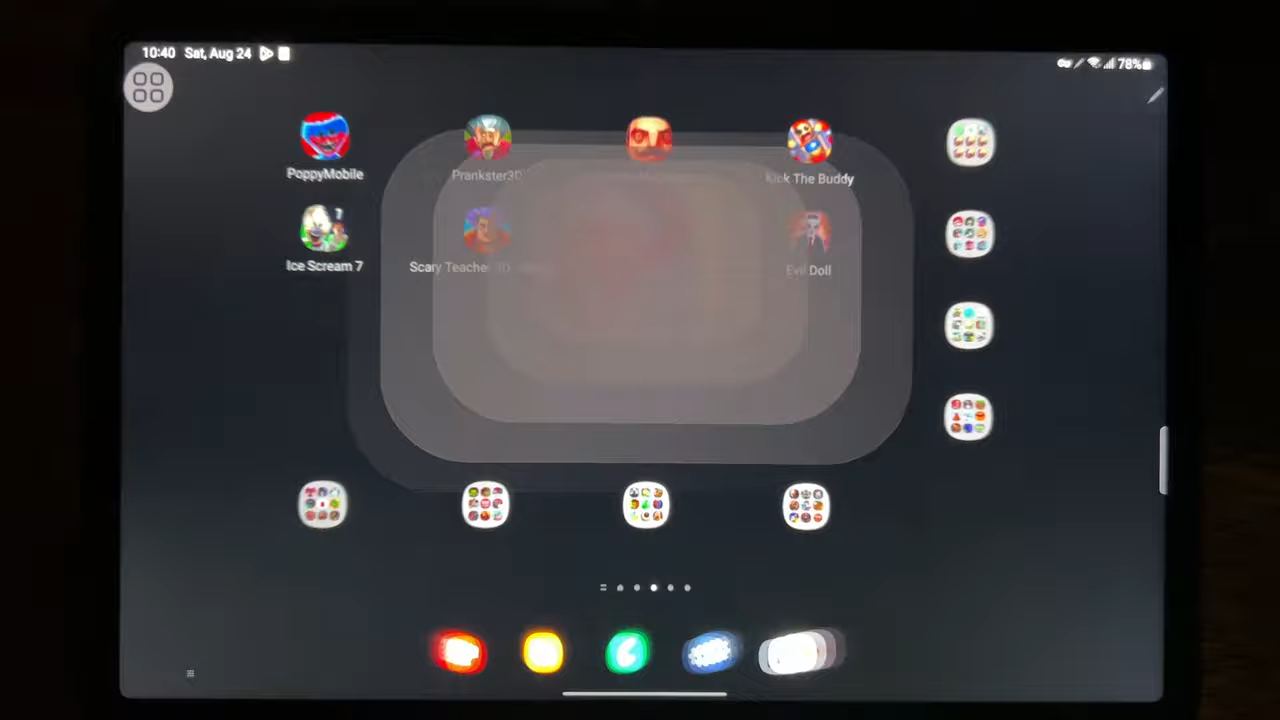 10:40 Sat, Aug 24
78%
PoppyMobile
Prankster3D
Kick The Buddy
7
Ice Scream 7
Scary Teacher 3D
Evil Doll